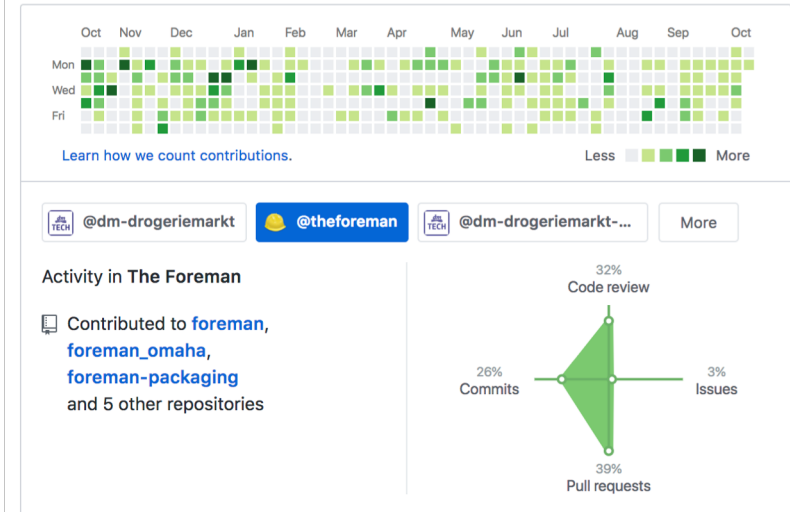 Oct Nov Dec Jan Feb Mar Apr May Jun Jul Aug Sep Oct
Mon
Wed
Fri
Learn how we count contributions.
Less More
TECH @dm-drogeriemarkt
@theforeman
TECH @dm-drogeriemarkt-...
More
Activity in The Foreman
Contributed to foreman,
foreman_omaha,
foreman-packaging
and 5 other repositories
32%
Code review
26%
Commits
3%
Issues
39%
Pull requests